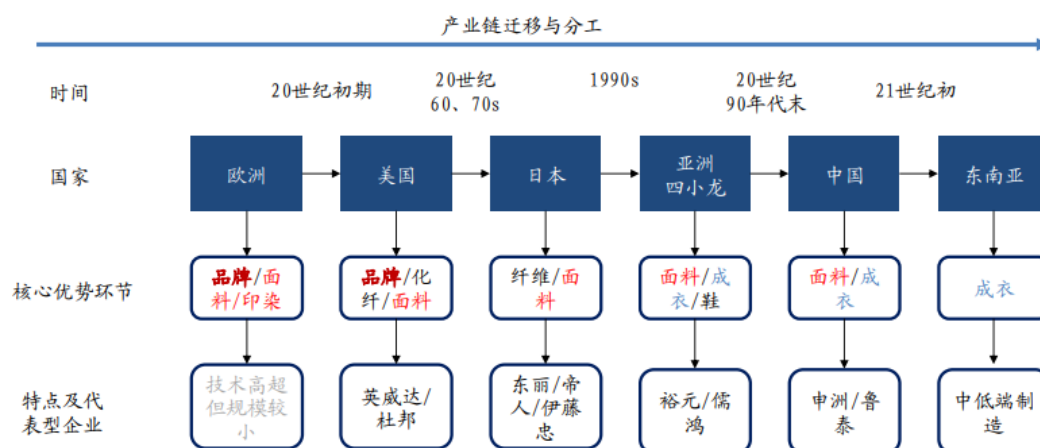 产业链迁移与分工
时间
20世纪初期
20世纪
60、70s
1990s
20世纪
90年代末
21世纪初
国家
欧洲
美国
日本
亚洲
四小龙
中国
东南亚
核心优势环节
品牌/面
料/印染
品牌/化
纤/面料
纤维/面
料
面料/成
衣/鞋
面料/成
衣
成衣
特点及代
表型企业
技术高超
但规模较
小
英威达/
杜邦
东丽/帝
人/伊藤
忠
裕元/儒
鸿
申洲/鲁
泰
中低端制
造